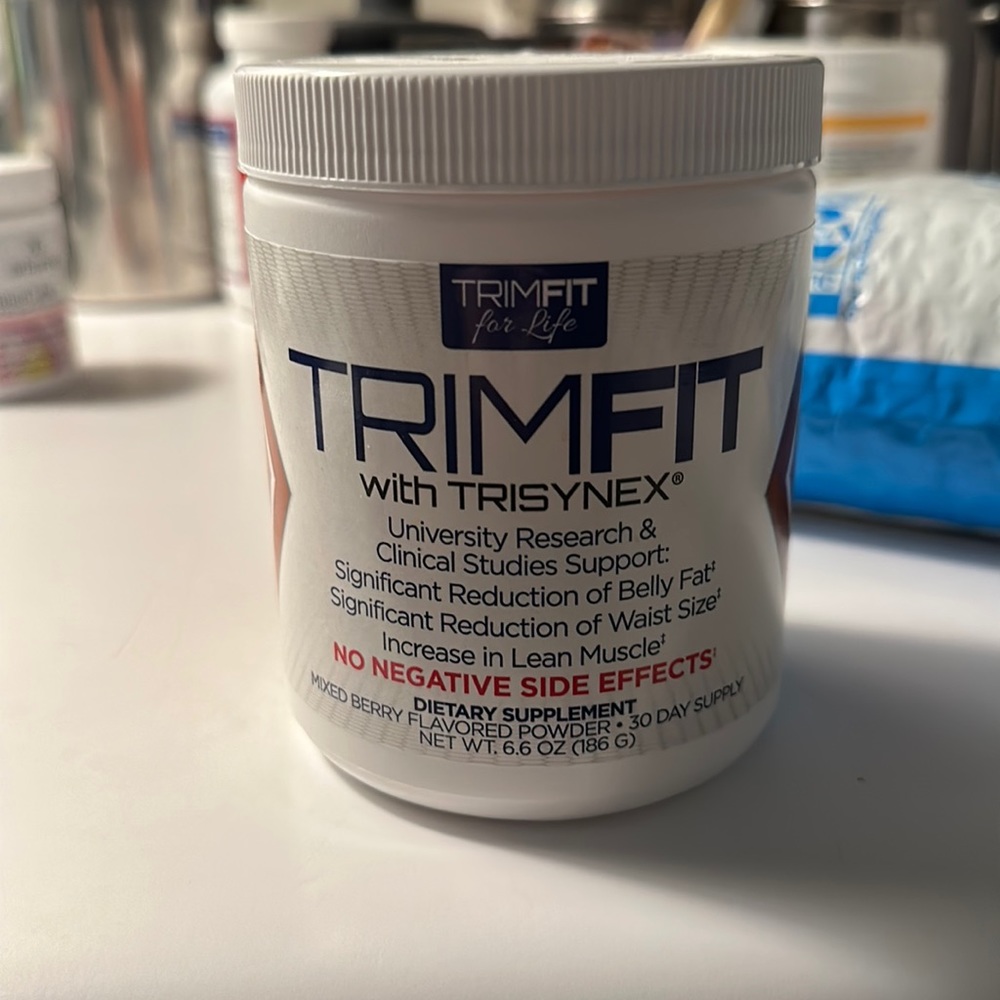 TRIMFIT
for Life
TRIMFIT
with TRISYNEX®
University Research &
Clinical Studies Support:
Significant Reduction of Belly Fat‡
Significant Reduction of Waist Size‡
Increase in Lean Muscle‡
NO NEGATIVE SIDE EFFECTS‡
DIETARY SUPPLEMENT
MIXED BERRY FLAVORED POWDER • 30 DAY SUPPLY
NET WT. 6.6 OZ (186 G)